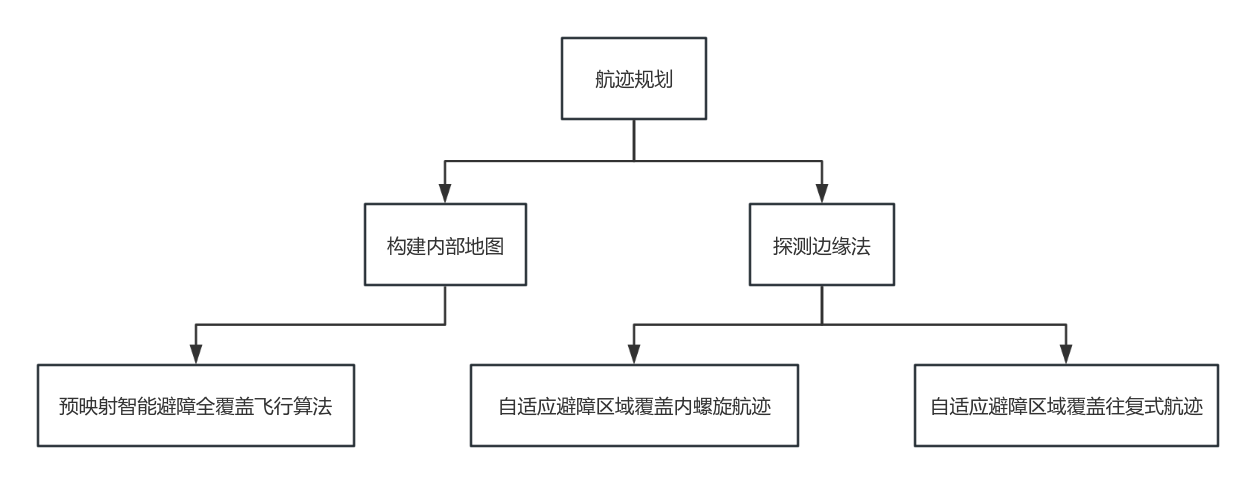 航迹规划
构建内部地图
探测边缘法
预映射智能避障全覆盖飞行算法
自适应避障区域覆盖内螺旋航迹
自适应避障区域覆盖往复式航迹